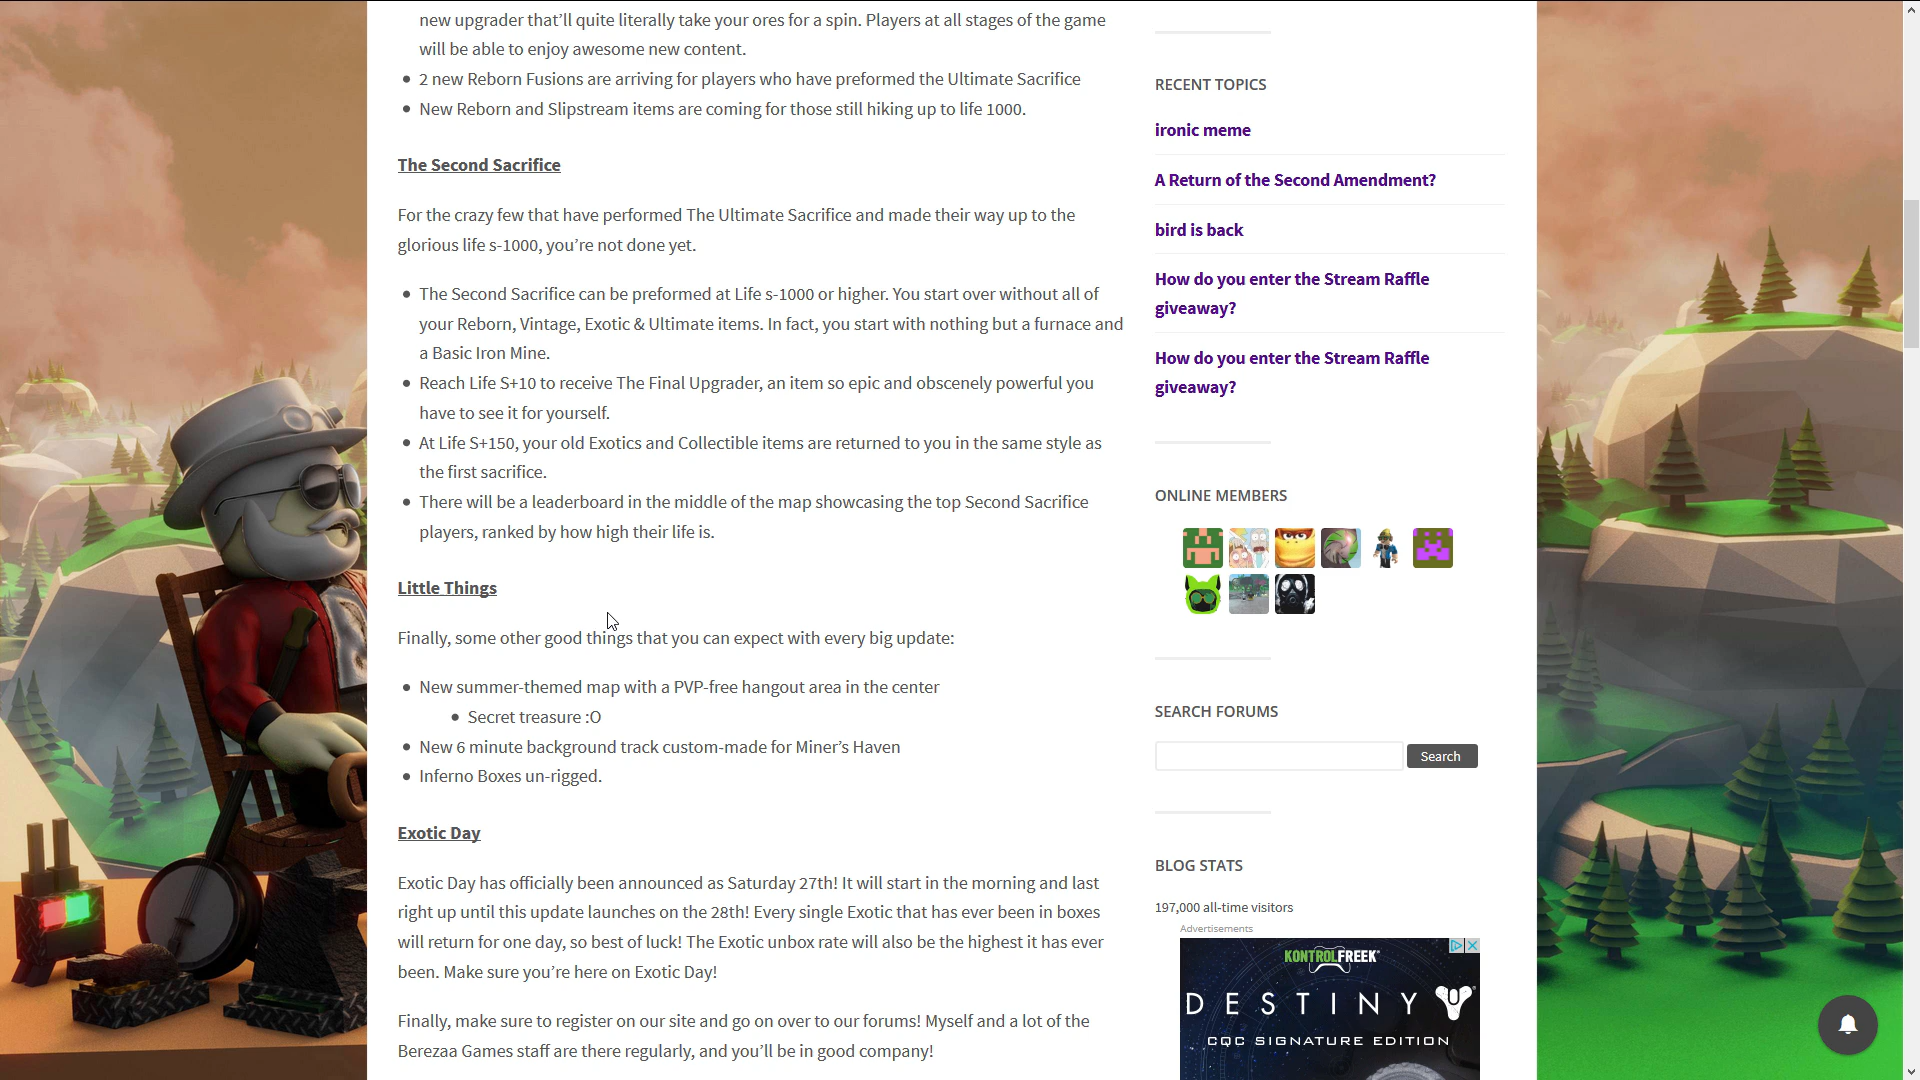 new upgrader that’ll quite literally take your ores for a spin. Players at all stages of the game
will be able to enjoy awesome new content.
2 new Reborn Fusions are arriving for players who have preformed the Ultimate Sacrifice
New Reborn and Slipstream items are coming for those still hiking up to life 1000.
The Second Sacrifice
For the crazy few that have performed The Ultimate Sacrifice and made their way up to the
glorious life s-1000, you’re not done yet.
The Second Sacrifice can be preformed at Life s-1000 or higher. You start over without all of
your Reborn, Vintage, Exotic & Ultimate items. In fact, you start with nothing but a furnace and
a Basic Iron Mine.
Reach Life S+10 to receive The Final Upgrader, an item so epic and obscenely powerful you
have to see it for yourself.
At Life S+150, your old Exotics and Collectible items are returned to you in the same style as
the first sacrifice.
There will be a leaderboard in the middle of the map showcasing the top Second Sacrifice
players, ranked by how high their life is.
Little Things
Finally, some other good things that you can expect with every big update:
New summer-themed map with a PVP-free hangout area in the center
Secret treasure :O
New 6 minute background track custom-made for Miner’s Haven
Inferno Boxes un-rigged.
Exotic Day
Exotic Day has officially been announced as Saturday 27th! It will start in the morning and last
right up until this update launches on the 28th! Every single Exotic that has ever been in boxes
will return for one day, so best of luck! The Exotic unbox rate will also be the highest it has ever
been. Make sure you’re here on Exotic Day!
Finally, make sure to register on our site and go on over to our forums! Myself and a lot of the
Berezaa Games staff are there regularly, and you’ll be in good company!
RECENT TOPICS
ironic meme
A Return of the Second Amendment?
bird is back
How do you enter the Stream Raffle
giveaway?
How do you enter the Stream Raffle
giveaway?
ONLINE MEMBERS
SEARCH FORUMS
Search
BLOG STATS
197,000 all-time visitors
Advertisements
KONTROLFREEK
DESTINY
CQC SIGNATURE EDITION